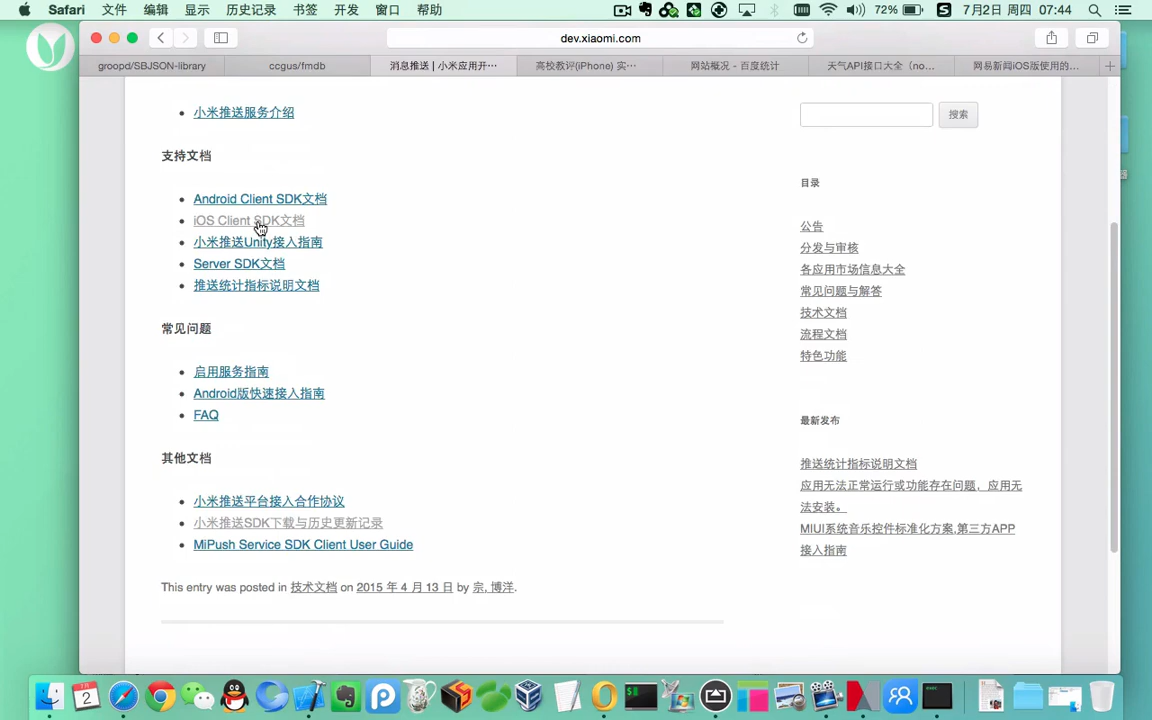 Safari 文件 编辑 显示 历史记录 书签 开发 窗口 帮助 72% 7月2日 周四 07:44
dev.xiaomi.com
groopd/SBJSON-library ccgus/fmdb 消息推送 | 小米应用开… 高校教评(iPhone) 实… 网站概况 - 百度统计 天气API接口大全（no… 网易新闻iOS版使用的…
小米推送服务介绍
支持文档
Android Client SDK文档
iOS Client SDK文档
小米推送Unity接入指南
Server SDK文档
推送统计指标说明文档
常见问题
启用服务指南
Android版快速接入指南
FAQ
其他文档
小米推送平台接入合作协议
小米推送SDK下载与历史更新记录
MiPush Service SDK Client User Guide
This entry was posted in 技术文档 on 2015 年 4 月 13 日 by 宗, 博洋.
搜索
目录
公告
分发与审核
各应用市场信息大全
常见问题与解答
技术文档
流程文档
特色功能
最新发布
推送统计指标说明文档
应用无法正常运行或功能存在问题，应用无
法安装。
MIUI系统音乐控件标准化方案,第三方APP
接入指南
器
2